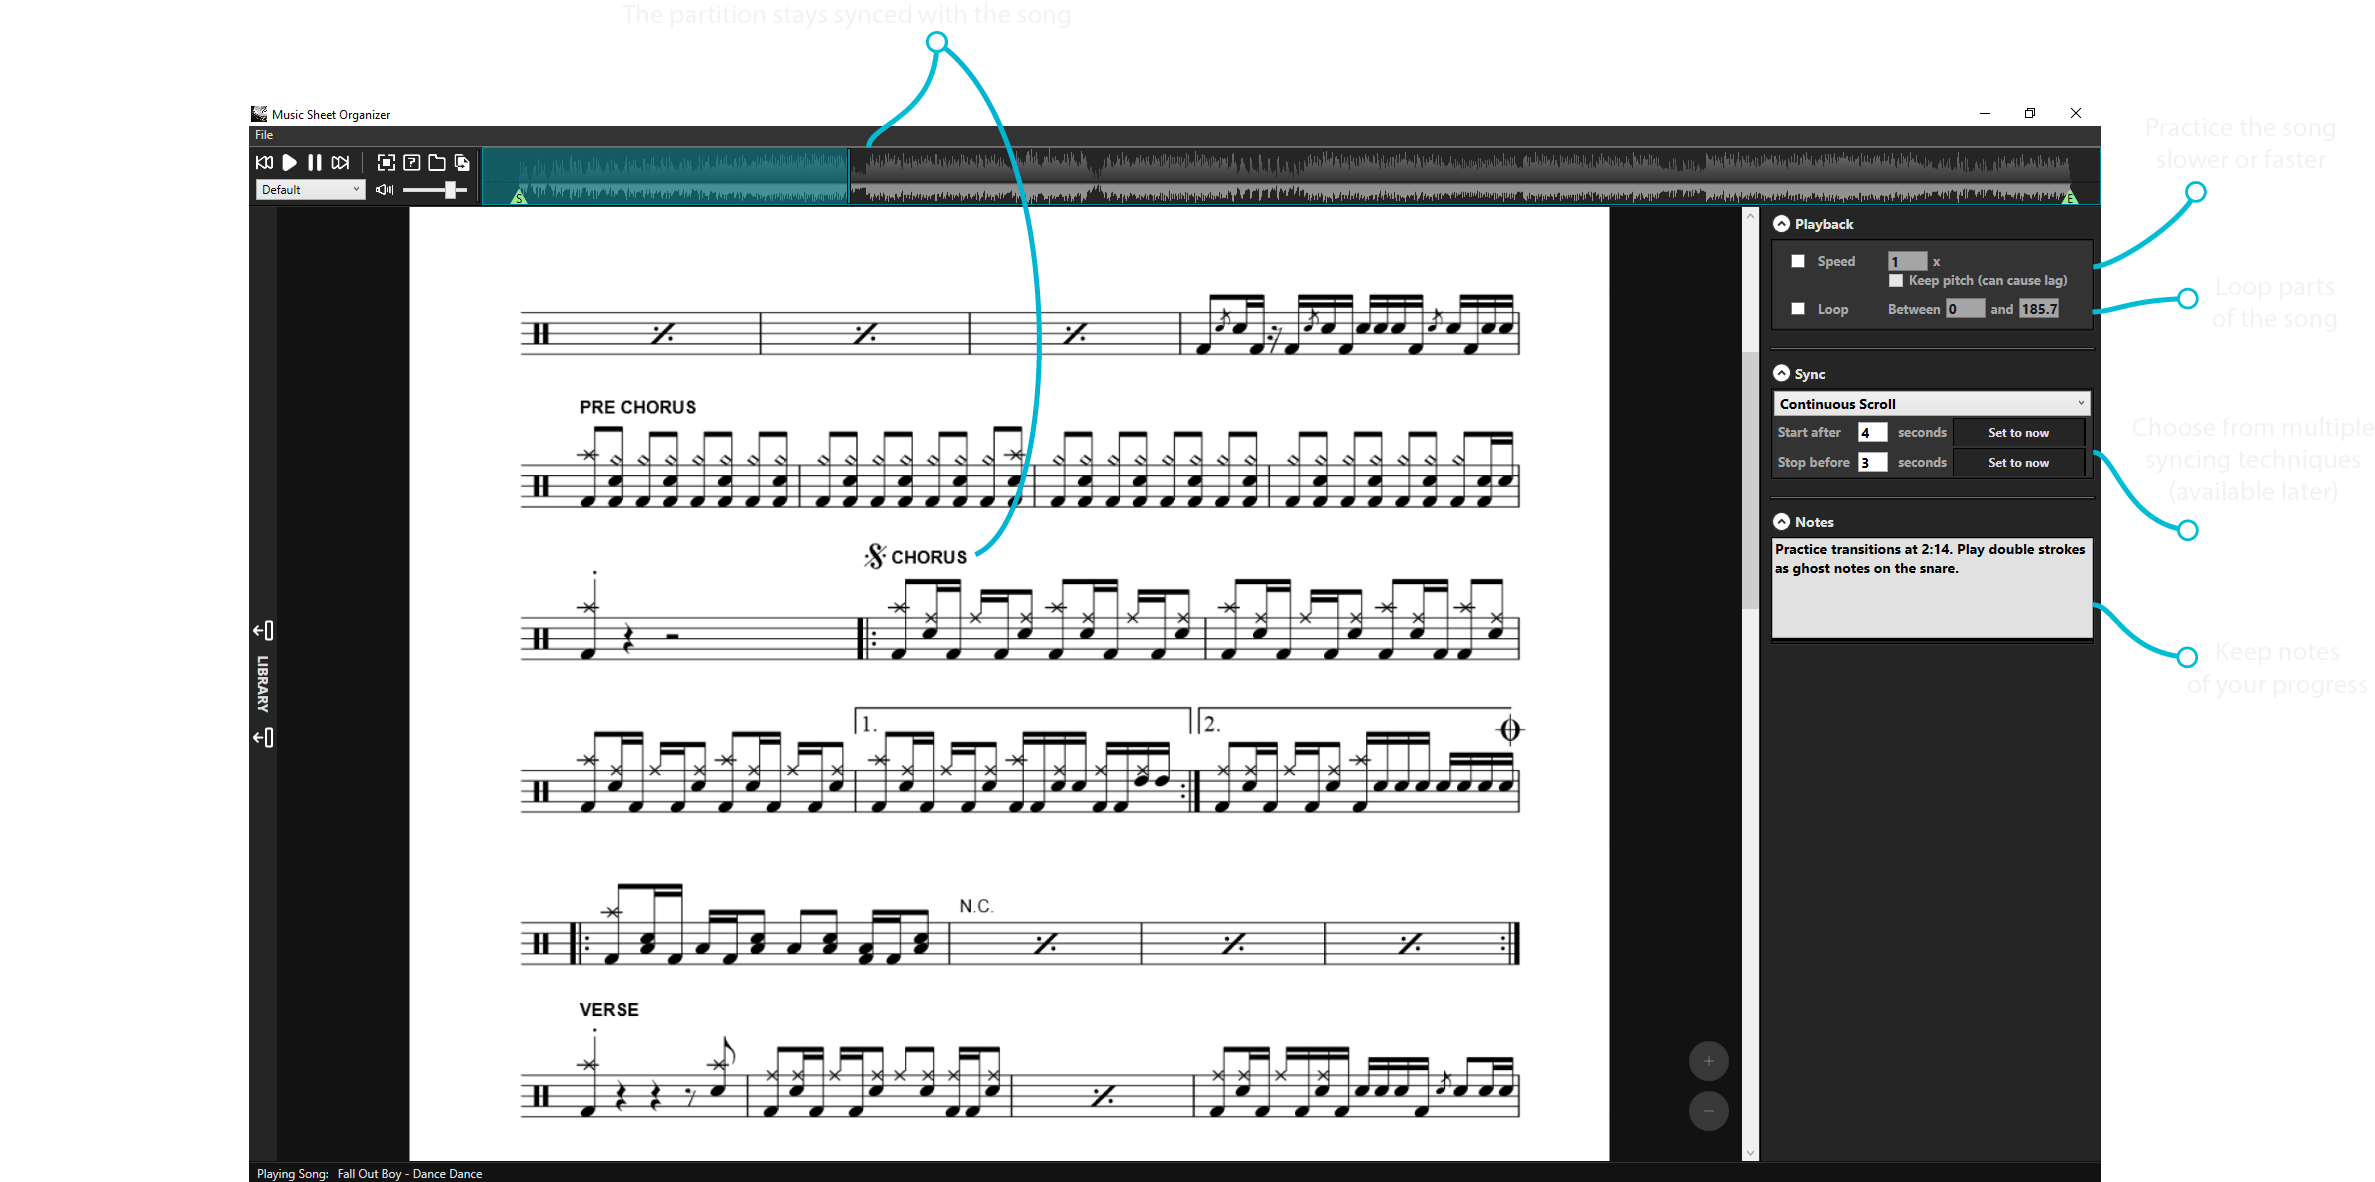 The partition stays synced with the song
Music Sheet Organizer
File
Default
S
E
Practice the song
slower or faster
Playback
Speed 1 x
Keep pitch (can cause lag)
Loop Between 0 and 185.7
Loop parts
of the song
Sync
Continuous Scroll
Start after 4 seconds Set to now
Stop before 3 seconds Set to now
Choose from multiple
syncing techniques
(available later)
Notes
Practice transitions at 2:14. Play double strokes
as ghost notes on the snare.
Keep notes
of your progress
LIBRARY
PRE CHORUS
CHORUS
1.
2.
N.C.
VERSE
Playing Song: Fall Out Boy - Dance Dance